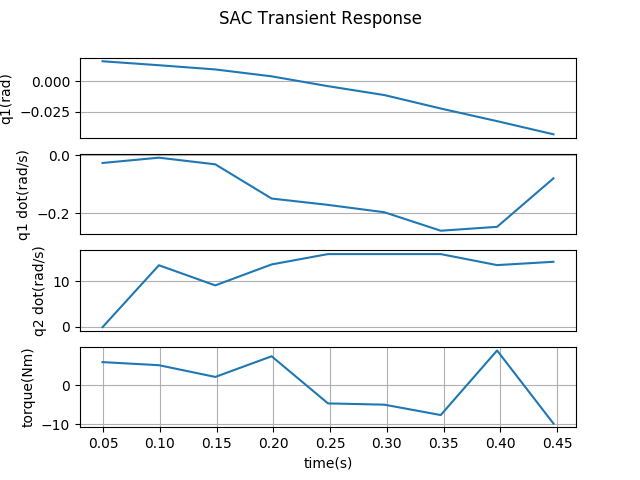 SAC Transient Response
0.000
−0.025
q1(rad)
0.0
−0.2
q1 dot(rad/s)
10
0
q2 dot(rad/s)
0
−10
torque(Nm)
0.05 0.10 0.15 0.20 0.25 0.30 0.35 0.40 0.45
time(s)